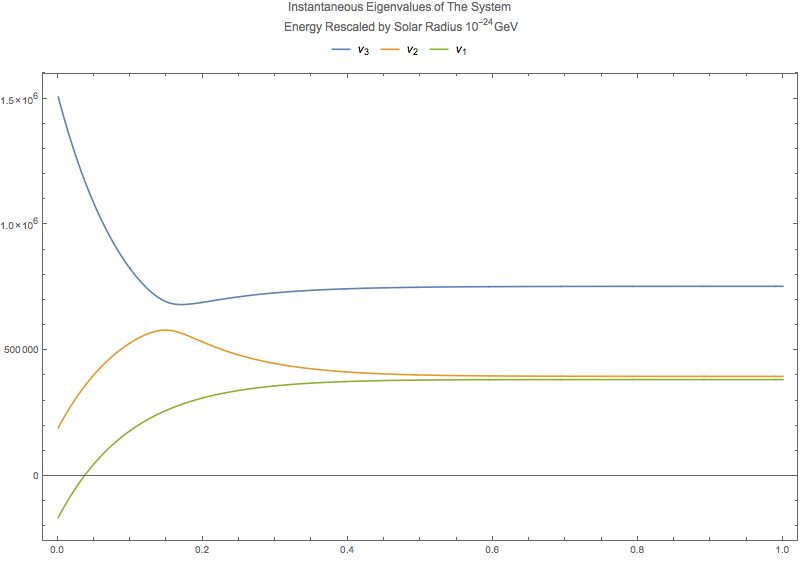 Instantaneous Eigenvalues of The System
Energy Rescaled by Solar Radius 10⁻²⁴ GeV
ν₃ ν₂ ν₁
1.5×10⁶
1.0×10⁶
500 000
0
0.0 0.2 0.4 0.6 0.8 1.0